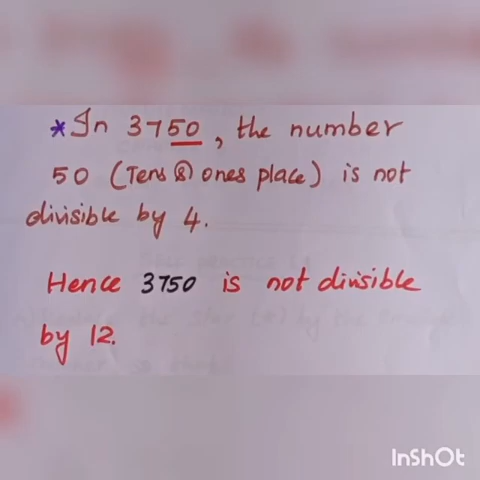 *In 3750, the number
50 (Tens & ones place) is not
divisible by 4.
Hence 3750 is not divisible
by 12.
InShOt